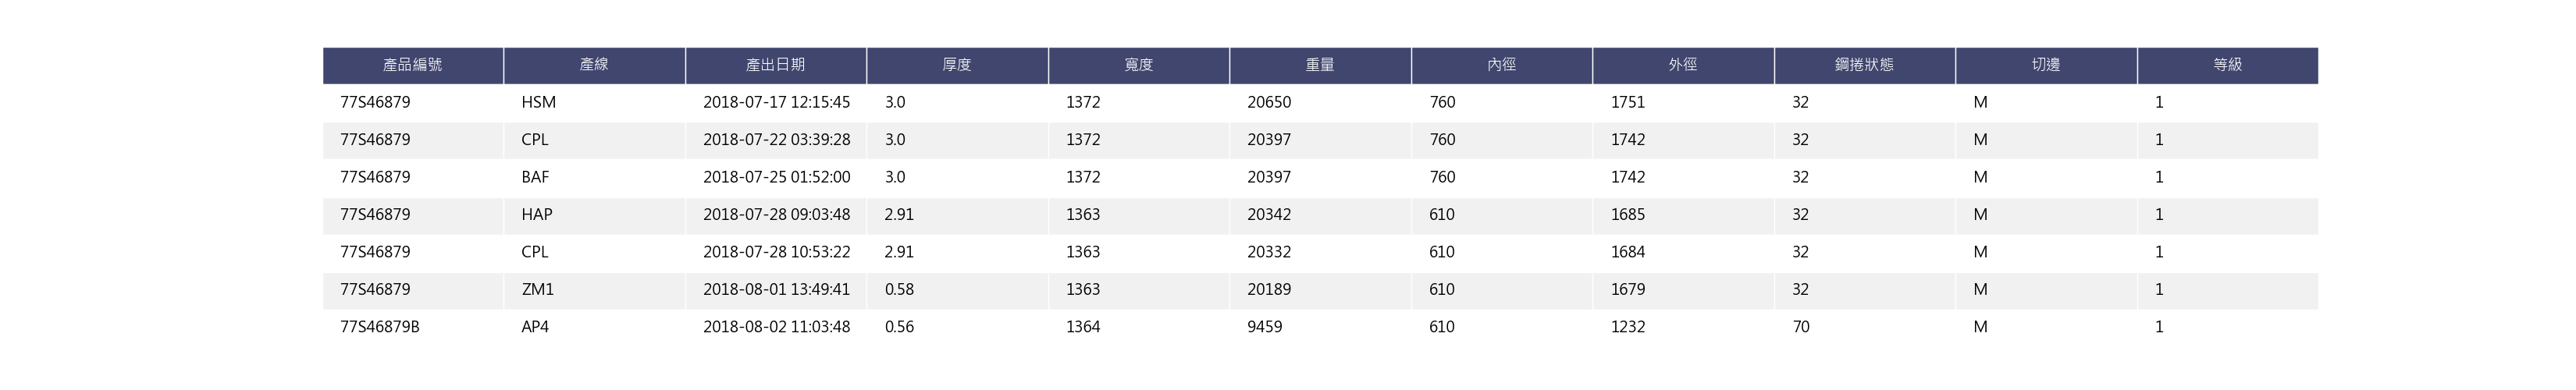 產品編號 產線 產出日期 厚度 寬度 重量 內徑 外徑 鋼捲狀態 切邊 等級
77S46879 HSM 2018-07-17 12:15:45 3.0 1372 20650 760 1751 32 M 1
77S46879 CPL 2018-07-22 03:39:28 3.0 1372 20397 760 1742 32 M 1
77S46879 BAF 2018-07-25 01:52:00 3.0 1372 20397 760 1742 32 M 1
77S46879 HAP 2018-07-28 09:03:48 2.91 1363 20342 610 1685 32 M 1
77S46879 CPL 2018-07-28 10:53:22 2.91 1363 20332 610 1684 32 M 1
77S46879 ZM1 2018-08-01 13:49:41 0.58 1363 20189 610 1679 32 M 1
77S46879B AP4 2018-08-02 11:03:48 0.56 1364 9459 610 1232 70 M 1